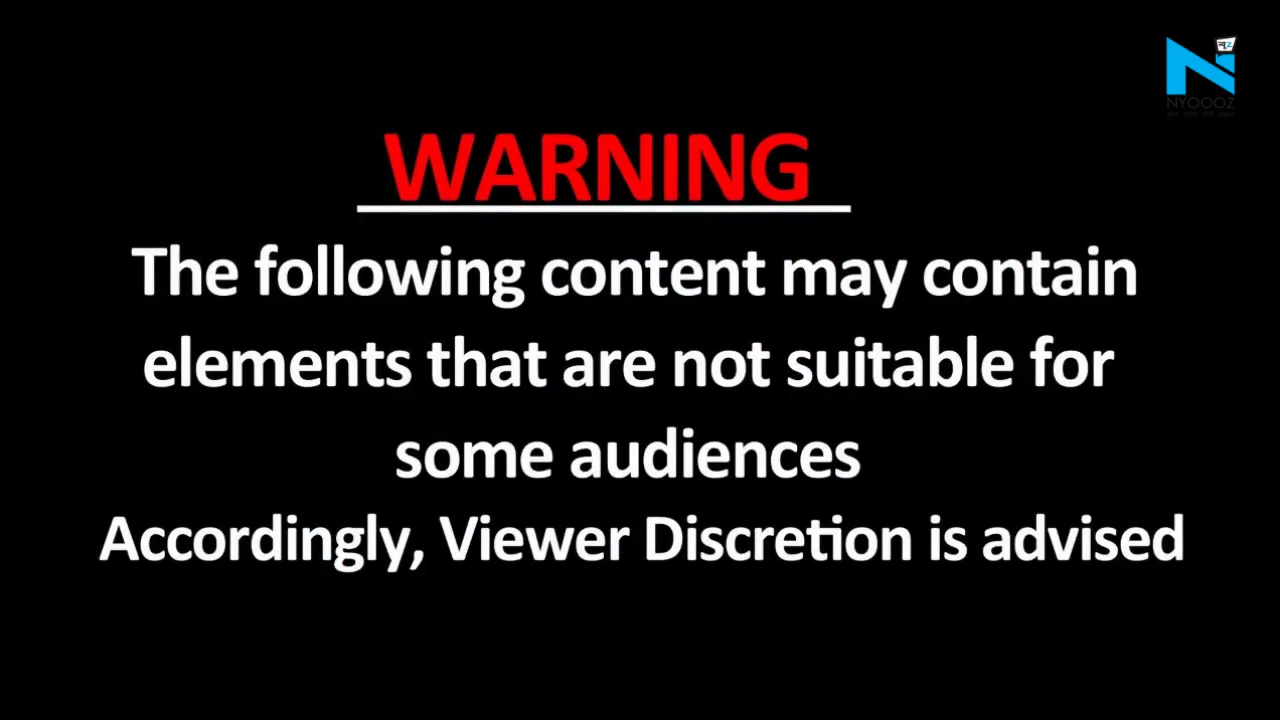 न्यूz
NYOOOZ
WARNING
The following content may contain
elements that are not suitable for
some audiences
Accordingly, Viewer Discretion is advised